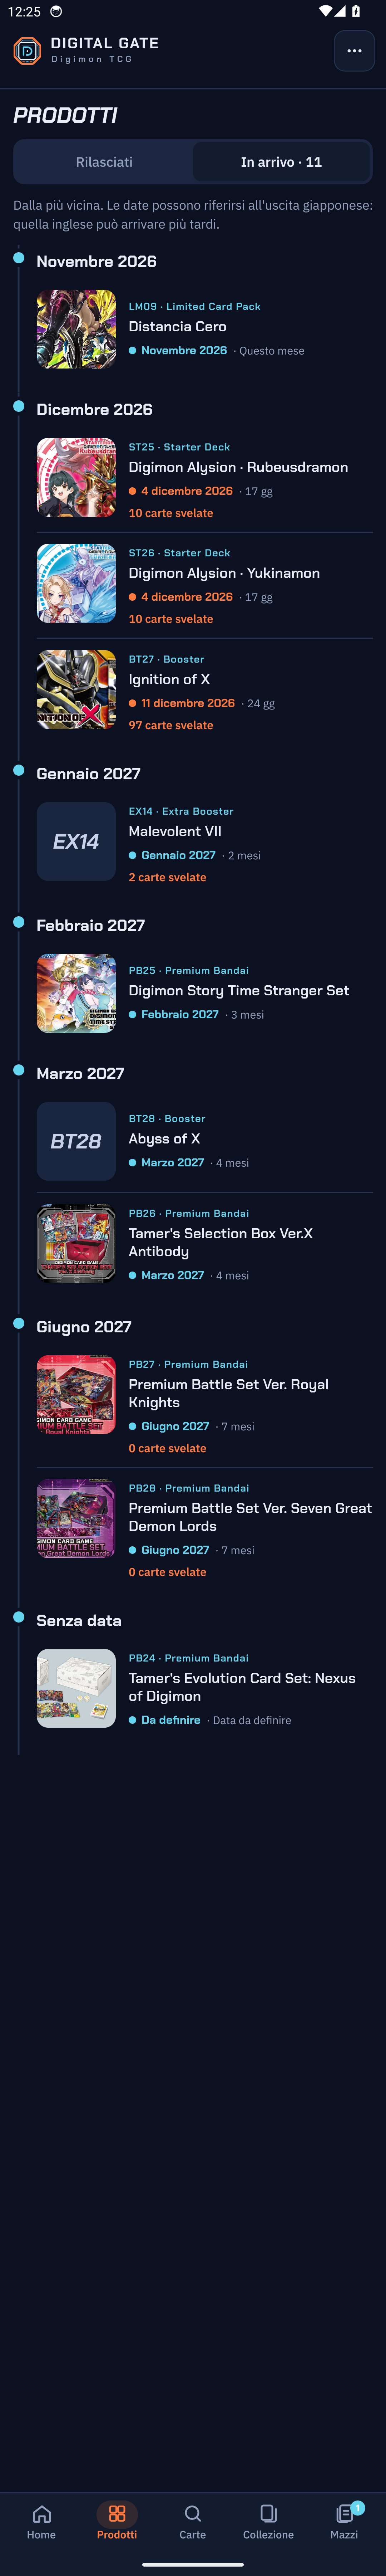 12:25
DIGITAL GATE
Digimon TCG
PRODOTTI
Rilasciati
In arrivo · 11
Dalla più vicina. Le date possono riferirsi all'uscita giapponese:
quella inglese può arrivare più tardi.
Novembre 2026
LM09 · Limited Card Pack
Distancia Cero
Novembre 2026 · Questo mese
Dicembre 2026
ST25 · Starter Deck
Digimon Alysion · Rubeusdramon
4 dicembre 2026 · 17 gg
10 carte svelate
ST26 · Starter Deck
Digimon Alysion · Yukinamon
4 dicembre 2026 · 17 gg
10 carte svelate
BT27 · Booster
Ignition of X
11 dicembre 2026 · 24 gg
97 carte svelate
Gennaio 2027
EX14
EX14 · Extra Booster
Malevolent VII
Gennaio 2027 · 2 mesi
2 carte svelate
Febbraio 2027
PB25 · Premium Bandai
Digimon Story Time Stranger Set
Febbraio 2027 · 3 mesi
Marzo 2027
BT28
BT28 · Booster
Abyss of X
Marzo 2027 · 4 mesi
PB26 · Premium Bandai
Tamer's Selection Box Ver.X
Antibody
Marzo 2027 · 4 mesi
Giugno 2027
PB27 · Premium Bandai
Premium Battle Set Ver. Royal
Knights
Giugno 2027 · 7 mesi
0 carte svelate
PB28 · Premium Bandai
Premium Battle Set Ver. Seven Great
Demon Lords
Giugno 2027 · 7 mesi
0 carte svelate
Senza data
PB24 · Premium Bandai
Tamer's Evolution Card Set: Nexus
of Digimon
Da definire · Data da definire
1
Home
Prodotti
Carte
Collezione
Mazzi